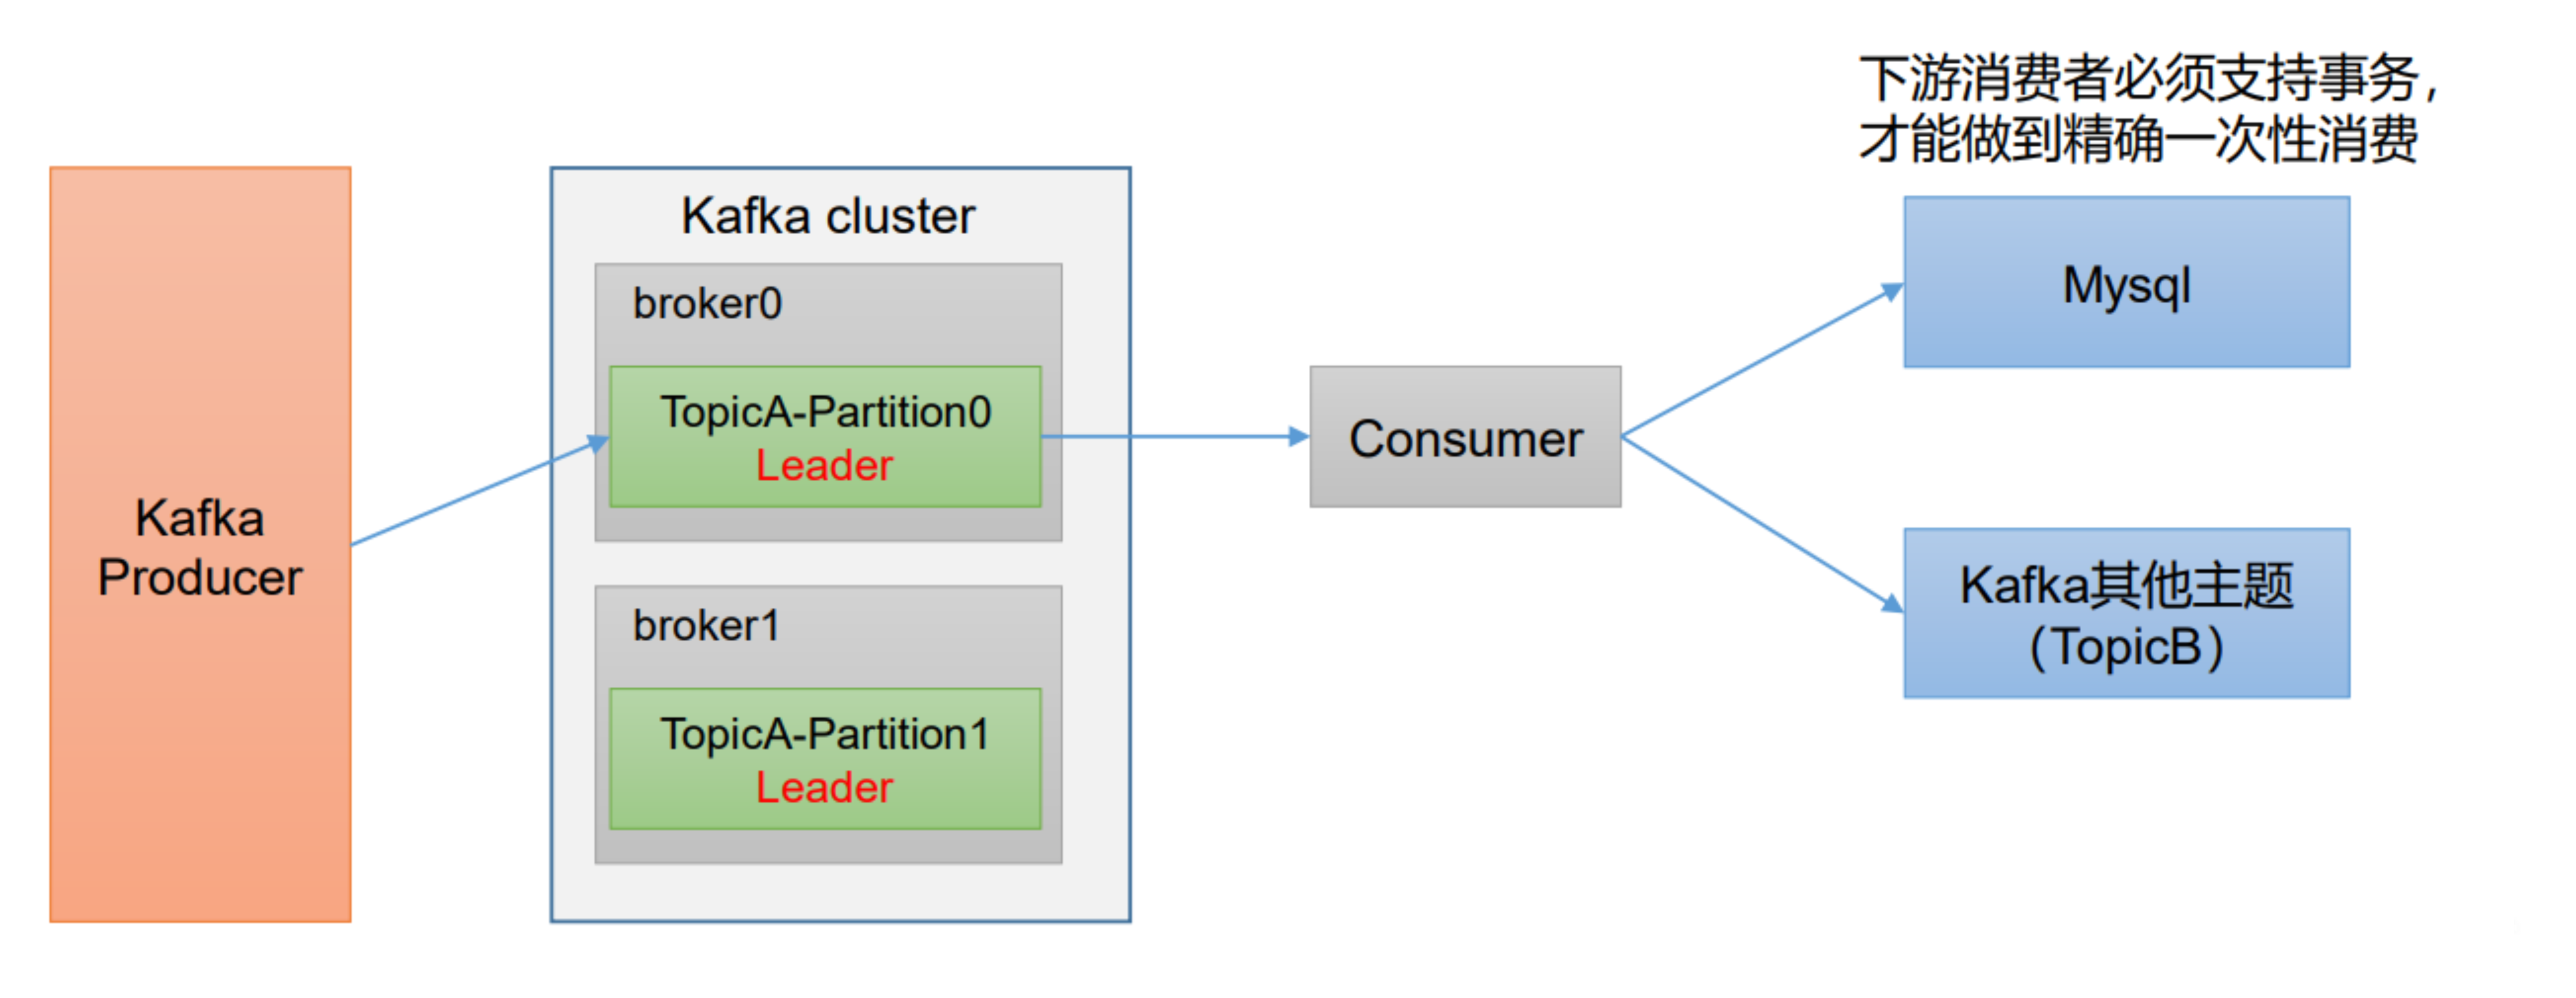 下游消费者必须支持事务，
才能做到精确一次性消费
Kafka
Producer
Kafka cluster
broker0
TopicA-Partition0
Leader
broker1
TopicA-Partition1
Leader
Consumer
Mysql
Kafka其他主题
（TopicB）